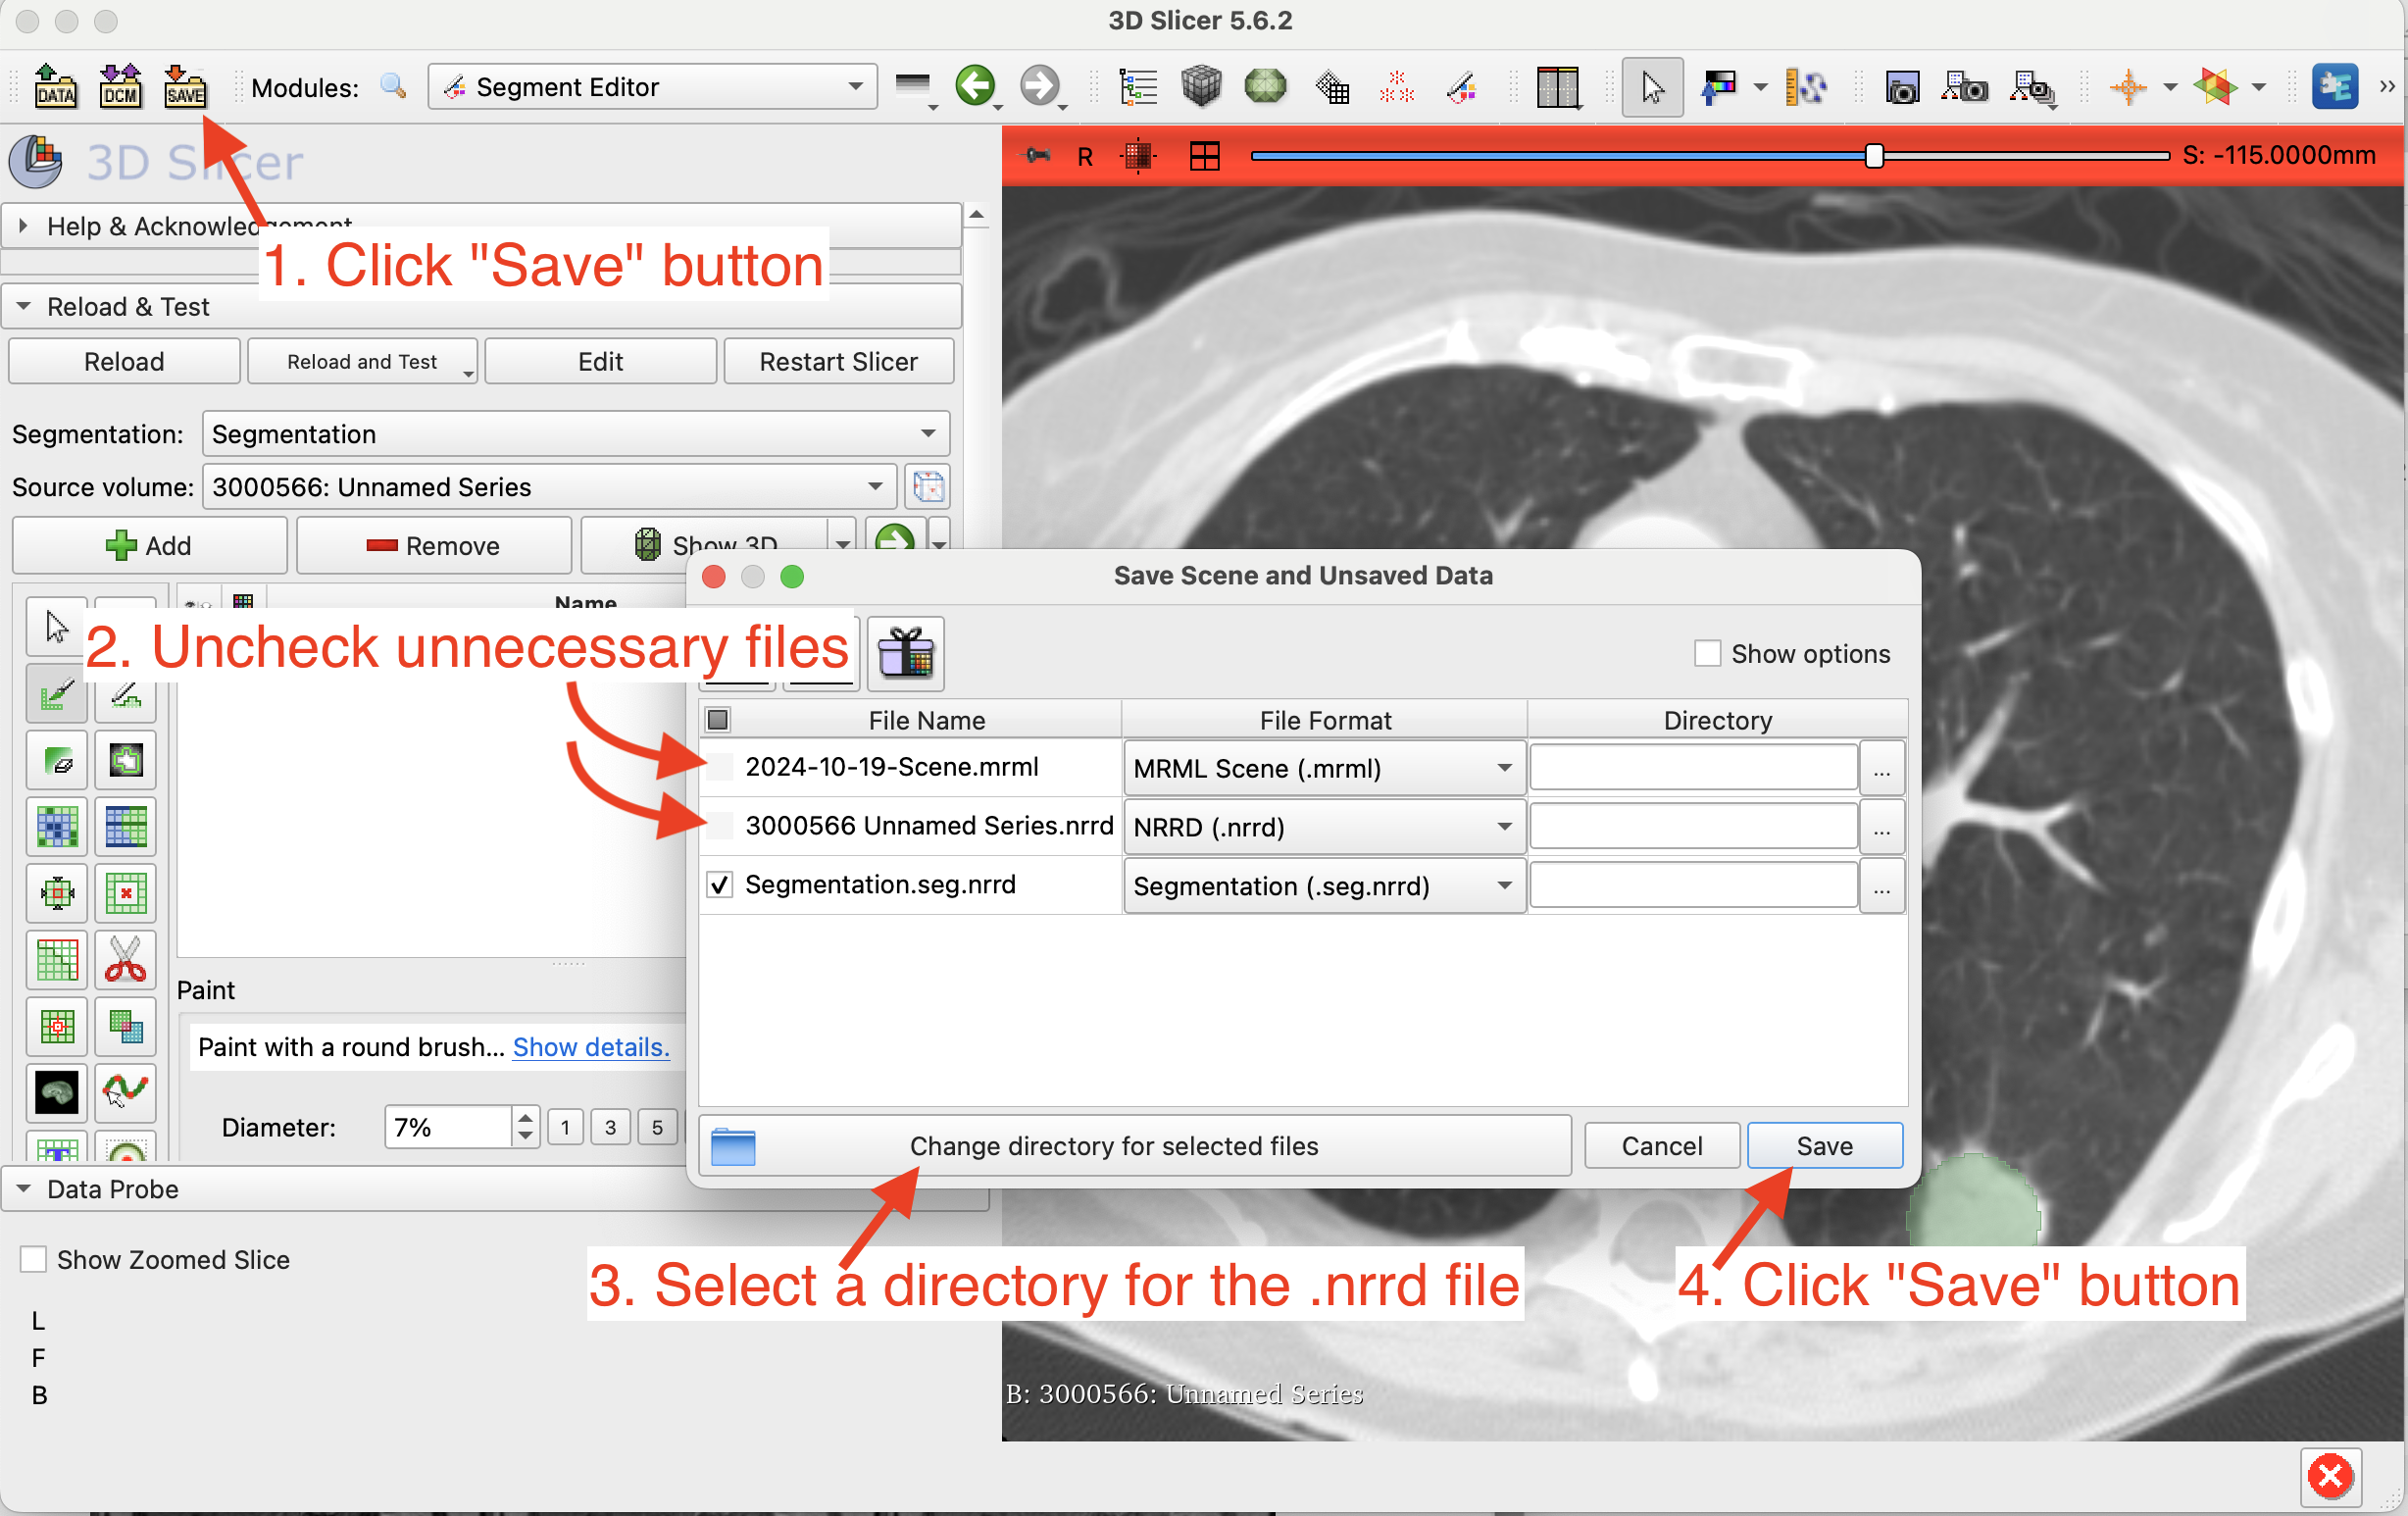 3D Slicer 5.6.2
DATA
DCM
SAVE
Modules:
Segment Editor
3D Slicer
R
S: -115.0000mm
Help & Acknowledgement
1. Click "Save" button
Reload & Test
Reload
Reload and Test
Edit
Restart Slicer
Segmentation:
Segmentation
Source volume:
3000566: Unnamed Series
Add
Remove
Show 3D
Name
Save Scene and Unsaved Data
2. Uncheck unnecessary files
Show options
File Name
File Format
Directory
2024-10-19-Scene.mrml
MRML Scene (.mrml)
...
3000566 Unnamed Series.nrrd
NRRD (.nrrd)
...
Segmentation.seg.nrrd
Segmentation (.seg.nrrd)
...
Paint
Paint with a round brush... Show details.
Diameter:
7%
1
3
5
Change directory for selected files
Cancel
Save
Data Probe
Show Zoomed Slice
3. Select a directory for the .nrrd file
4. Click "Save" button
L
F
B
B: 3000566: Unnamed Series